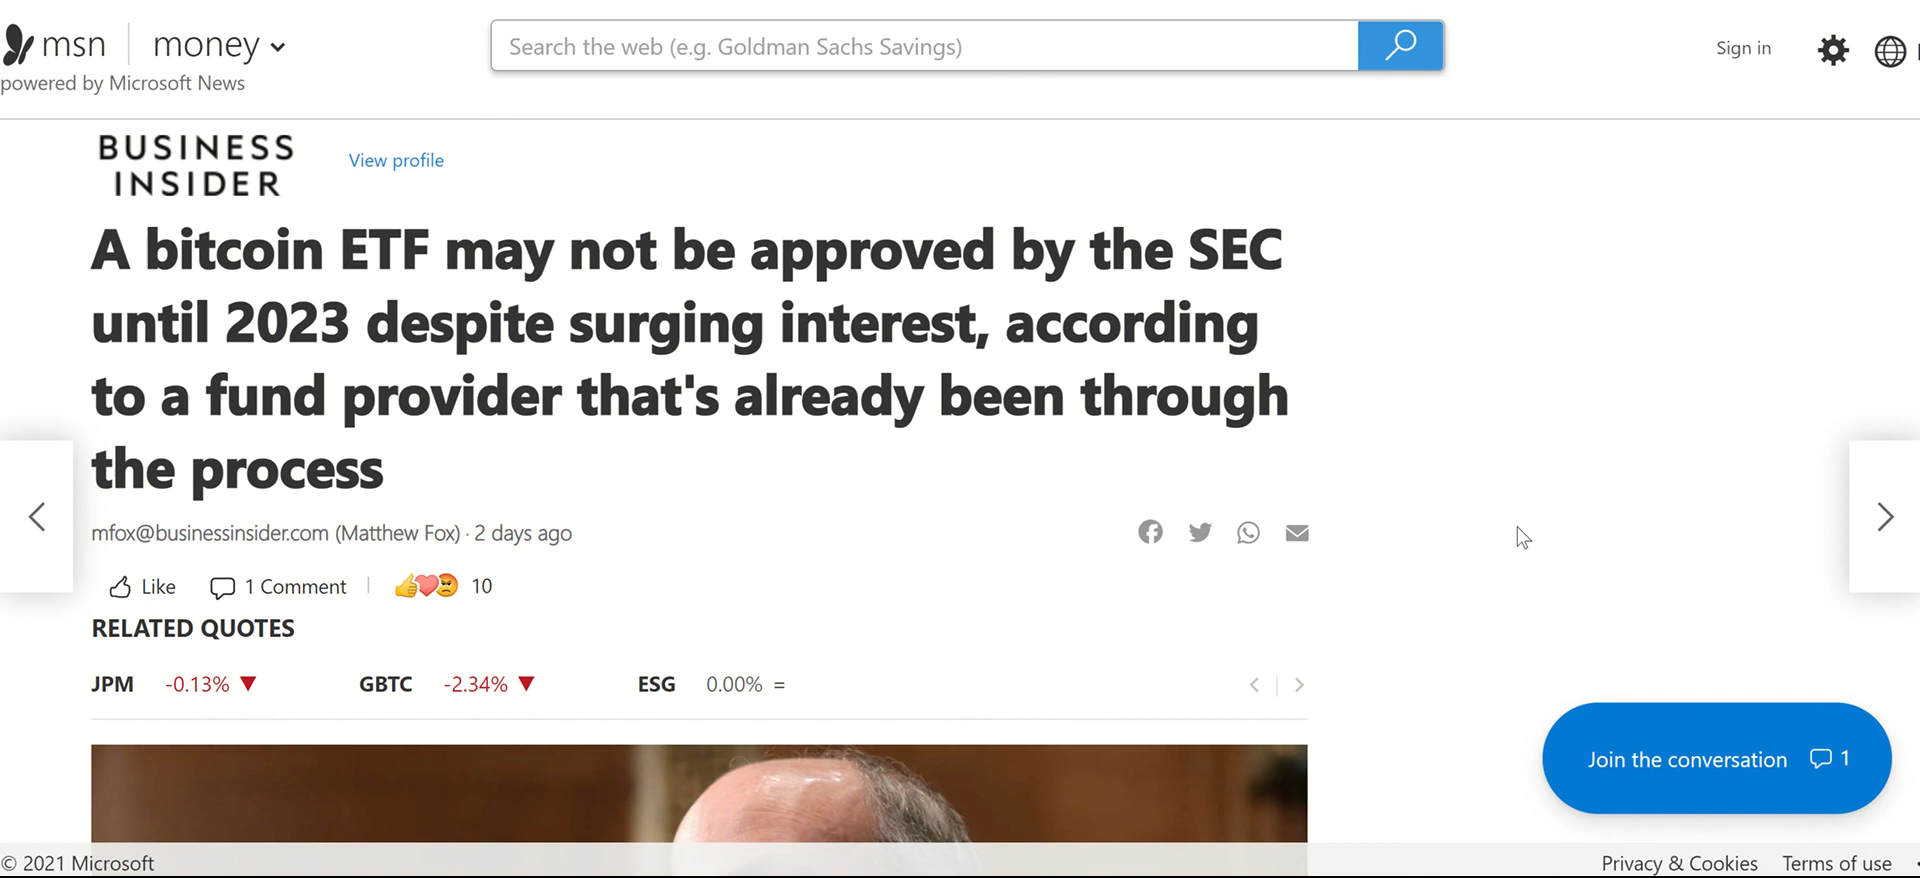 msn | money
powered by Microsoft News
Search the web (e.g. Goldman Sachs Savings)
Sign in
BUSINESS
INSIDER
View profile
A bitcoin ETF may not be approved by the SEC
until 2023 despite surging interest, according
to a fund provider that's already been through
the process
mfox@businessinsider.com (Matthew Fox) · 2 days ago
Like 1 Comment | 10
RELATED QUOTES
JPM -0.13% ▼ GBTC -2.34% ▼ ESG 0.00% =
Join the conversation 1
© 2021 Microsoft
Privacy & Cookies Terms of use